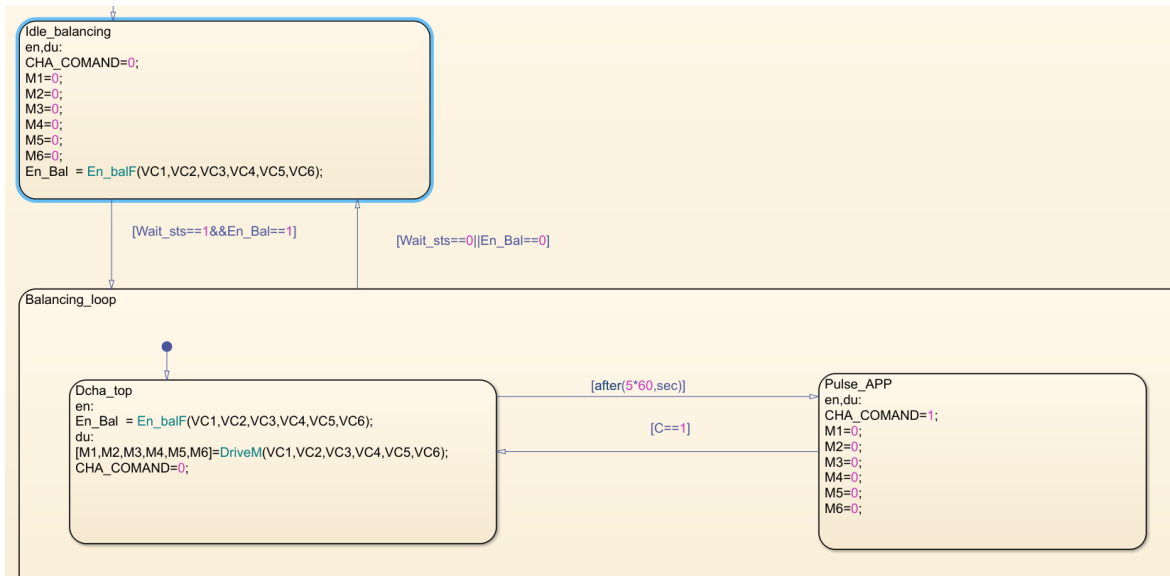 Idle_balancing
en,du:
CHA_COMAND=0;
M1=0;
M2=0;
M3=0;
M4=0;
M5=0;
M6=0;
En_Bal  = En_balF(VC1,VC2,VC3,VC4,VC5,VC6);
[Wait_sts==1&&En_Bal==1]
[Wait_sts==0||En_Bal==0]
Balancing_loop
Dcha_top
en:
En_Bal  = En_balF(VC1,VC2,VC3,VC4,VC5,VC6);
du:
[M1,M2,M3,M4,M5,M6]=DriveM(VC1,VC2,VC3,VC4,VC5,VC6);
CHA_COMAND=0;
[after(5*60,sec)]
[C==1]
Pulse_APP
en,du:
CHA_COMAND=1;
M1=0;
M2=0;
M3=0;
M4=0;
M5=0;
M6=0;